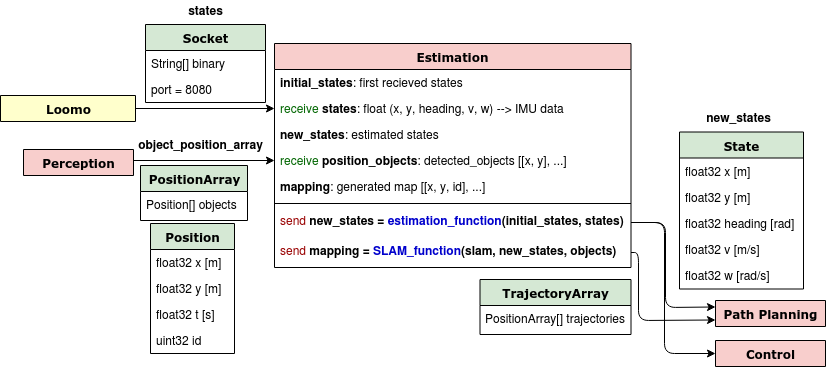 states
Socket
String[] binary
port = 8080
Loomo
object_position_array
Perception
PositionArray
Position[] objects
Position
float32 x [m]
float32 y [m]
float32 t [s]
uint32 id
Estimation
initial_states: first recieved states
receive states: float (x, y, heading, v, w) --> IMU data
new_states: estimated states
receive position_objects: detected_objects [[x, y], ...]
mapping: generated map [[x, y, id], ...]
send new_states = estimation_function(initial_states, states)
send mapping = SLAM_function(slam, new_states, objects)
TrajectoryArray
PositionArray[] trajectories
new_states
State
float32 x [m]
float32 y [m]
float32 heading [rad]
float32 v [m/s]
float32 w [rad/s]
Path Planning
Control